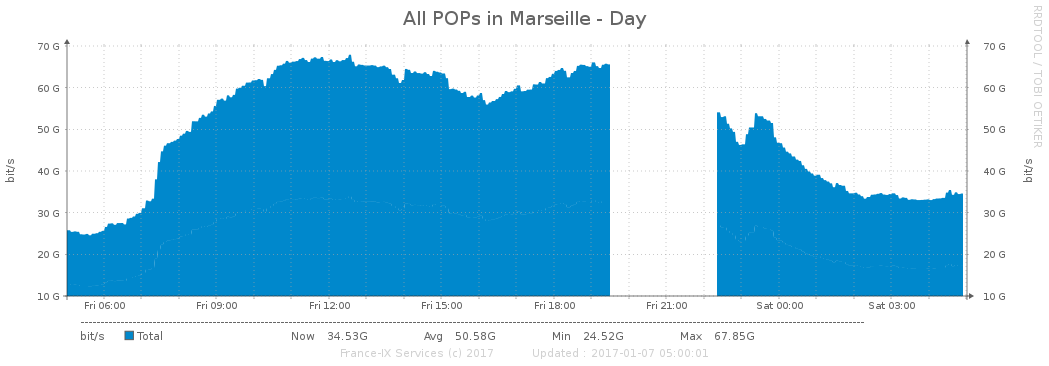 All POPs in Marseille - Day
RRDTOOL / TOBI OETIKER
bit/s
70 G 70 G
60 G 60 G
50 G 50 G
40 G 40 G
30 G 30 G
20 G 20 G
10 G 10 G
bit/s
Fri 06:00 Fri 09:00 Fri 12:00 Fri 15:00 Fri 18:00 Fri 21:00 Sat 00:00 Sat 03:00
bit/s Total Now 34.53G Avg 50.58G Min 24.52G Max 67.85G
France-IX Services (c) 2017 Updated : 2017-01-07 05:00:01